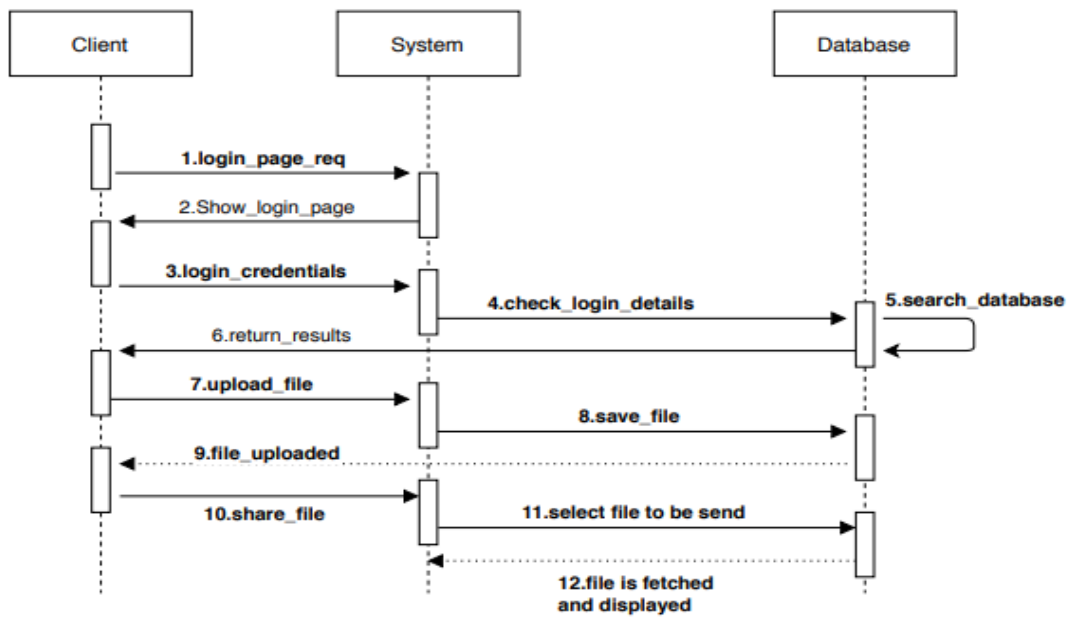 Client
System
Database
1.login_page_req
2.Show_login_page
3.login_credentials
4.check_login_details
5.search_database
6.return_results
7.upload_file
8.save_file
9.file_uploaded
10.share_file
11.select file to be send
12.file is fetched
and displayed